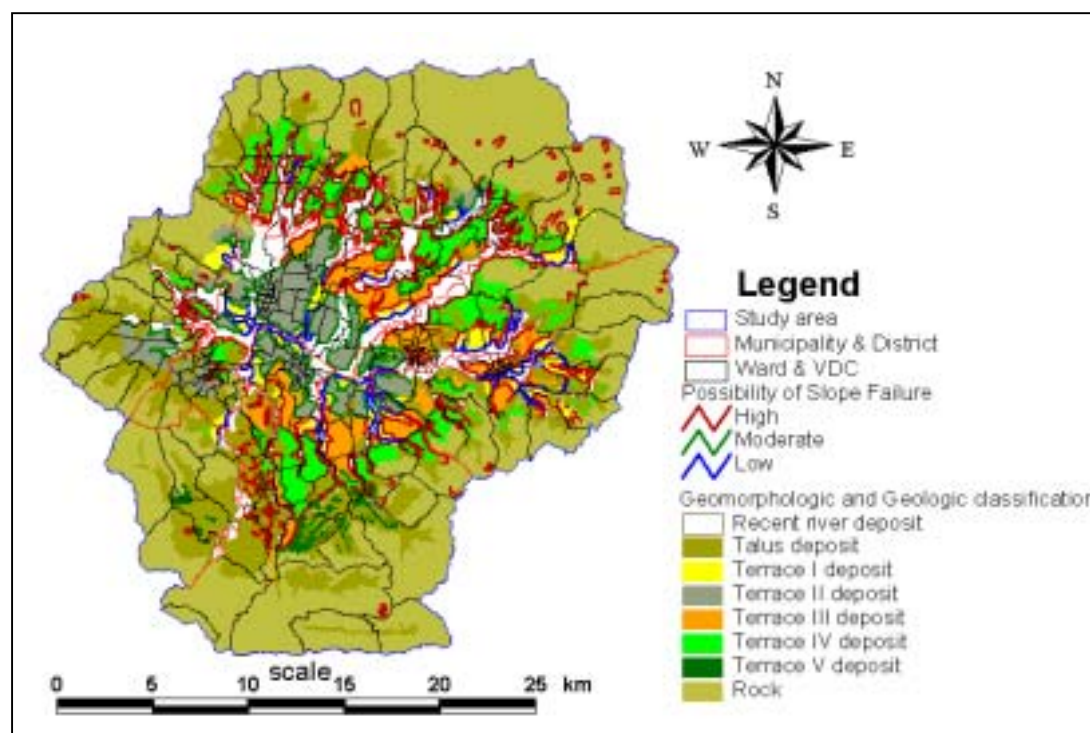 N
W E
S
Legend
Study area
Municipality & District
Ward & VDC
Possibility of Slope Failure
High
Moderate
Low
Geomorphologic and Geologic classification
Recent river deposit
Talus deposit
Terrace I deposit
Terrace II deposit
Terrace III deposit
Terrace IV deposit
Terrace V deposit
Rock
scale
0 5 10 15 20 25 km